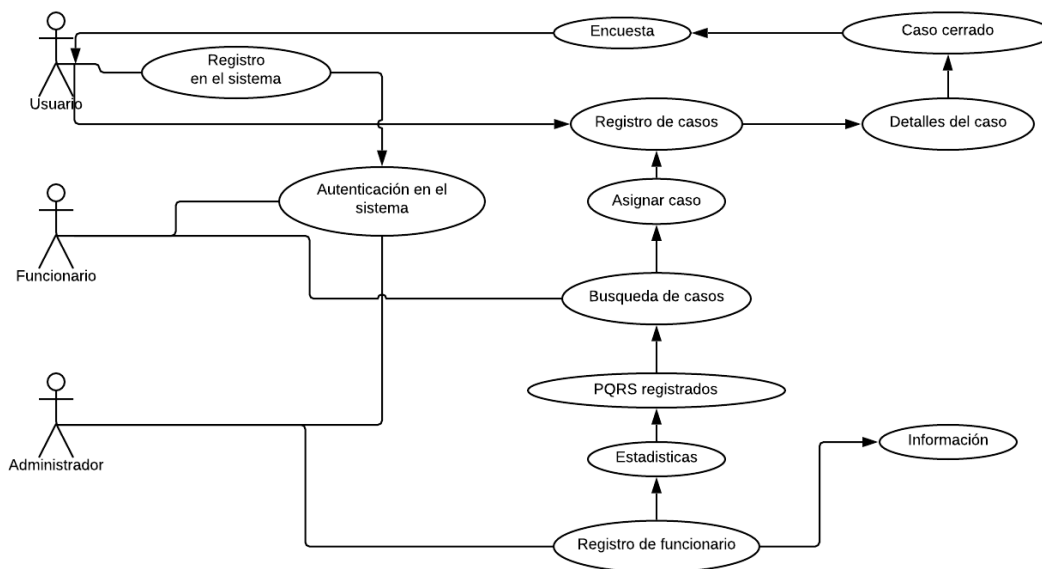 Encuesta
Caso cerrado
Registro
en el sistema
Usuario
Registro de casos
Detalles del caso
Autenticación en el
sistema
Asignar caso
Funcionario
Busqueda de casos
PQRS registrados
Administrador
Estadisticas
Información
Registro de funcionario